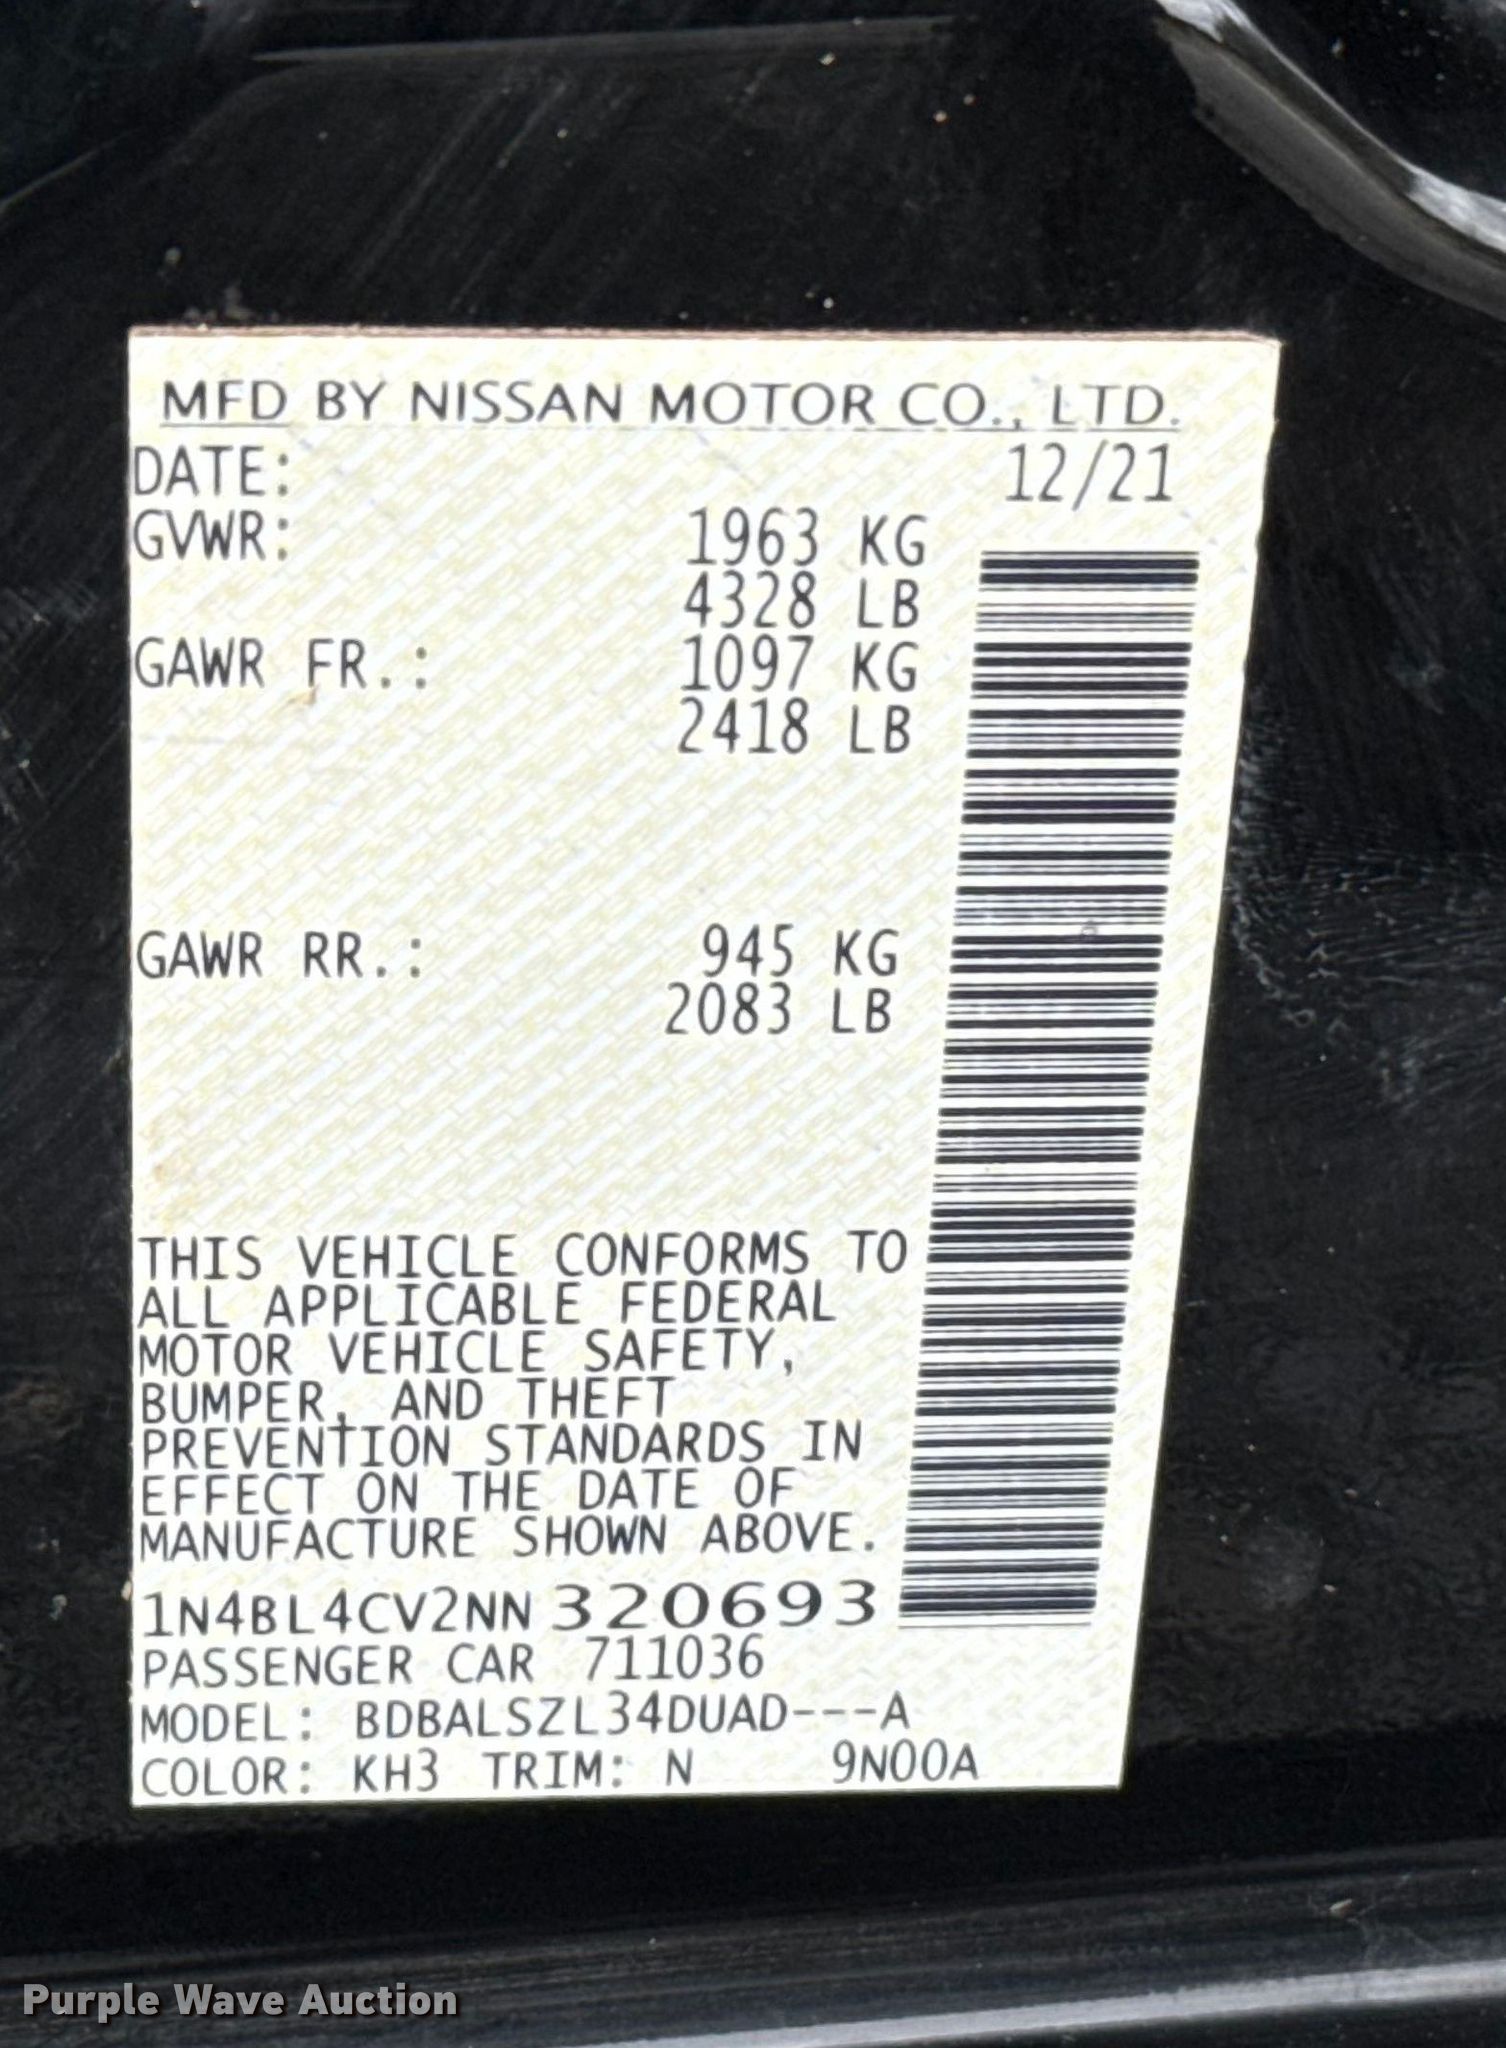 MFD BY NISSAN MOTOR CO., LTD.
DATE: 12/21
GVWR: 1963 KG
4328 LB
GAWR FR.: 1097 KG
2418 LB
GAWR RR.: 945 KG
2083 LB
THIS VEHICLE CONFORMS TO
ALL APPLICABLE FEDERAL
MOTOR VEHICLE SAFETY,
BUMPER, AND THEFT
PREVENTION STANDARDS IN
EFFECT ON THE DATE OF
MANUFACTURE SHOWN ABOVE.
1N4BL4CV2NN320693
PASSENGER CAR 711036
MODEL: BDBALSZL34DUAD---A
COLOR: KH3 TRIM: N 9N00A
Purple Wave Auction